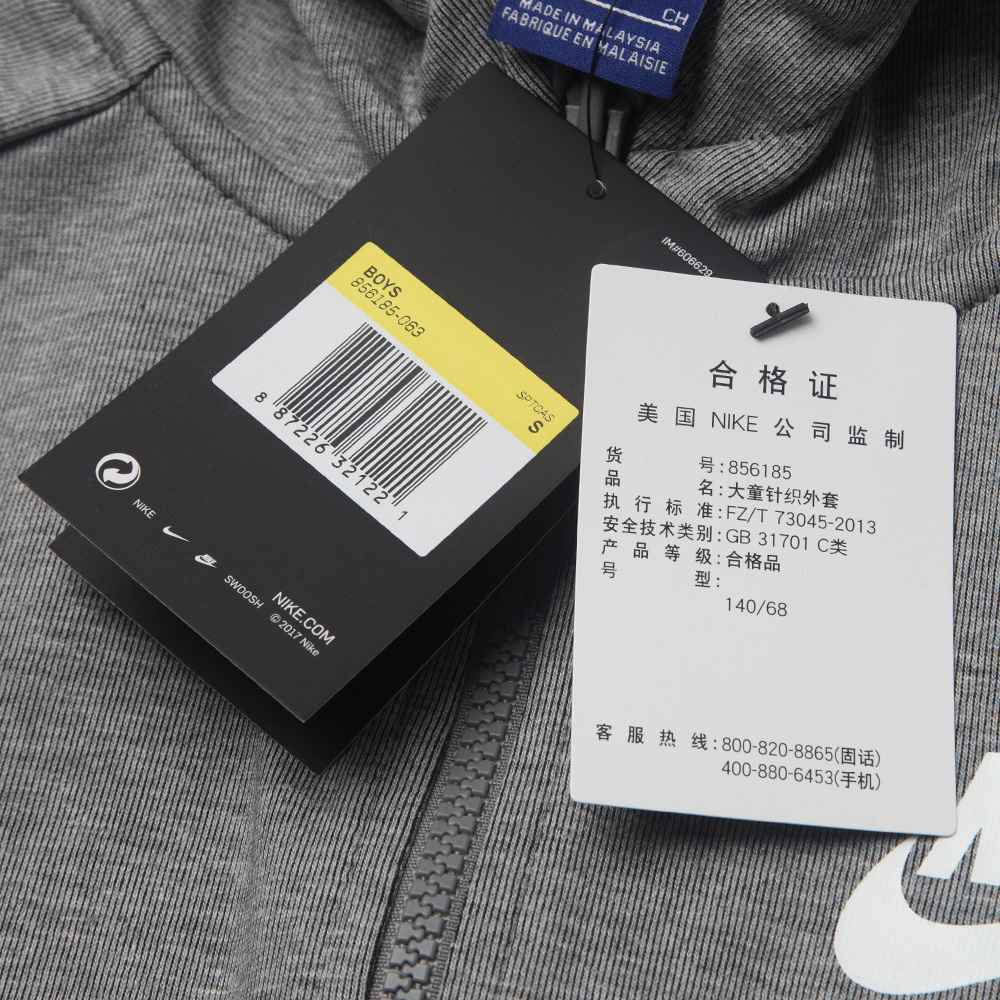 CH
MADE IN MALAYSIA
FABRIQUE EN MALAISIE
IM#606629
BOYS
856185-063
SPTCAS
S
8 87226 32122 1
NIKE
SWOOSH
NIKE.COM
© 2017 Nike
合格证
美国 NIKE 公司监制
货号:856185
品名:大童针织外套
执行标准:FZ/T 73045-2013
安全技术类别:GB 31701 C类
产品等级:合格品
号型:
140/68
客服热线:800-820-8865(固话)
400-880-6453(手机)